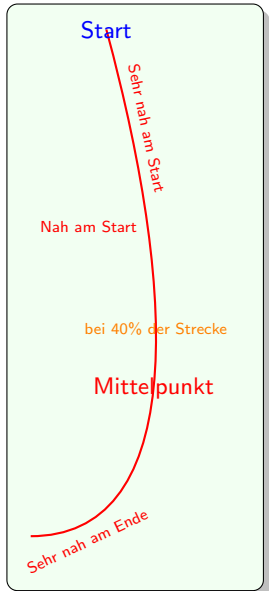 Start
Sehr nah am Start
Nah am Start
bei 40% der Strecke
Mittelpunkt
Sehr nah am Ende